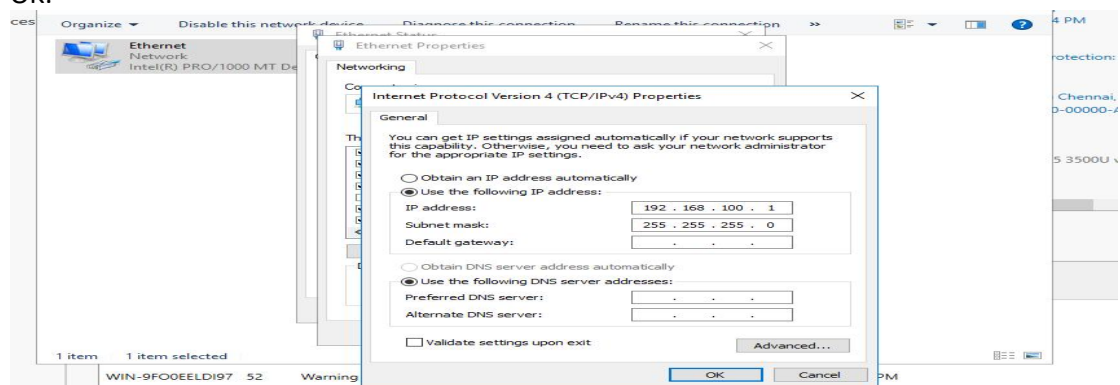 OK.
ces
Organize Disable this network device Diagnose this connection Rename this connection »
4 PM
Ethernet
Network
Intel(R) PRO/1000 MT De
Ethernet Status
Ethernet Properties
Networking
rotection:
Co
Internet Protocol Version 4 (TCP/IPv4) Properties
Chennai,
0-00000-A
General
Th
You can get IP settings assigned automatically if your network supports
this capability. Otherwise, you need to ask your network administrator
for the appropriate IP settings.
5 3500U
Obtain an IP address automatically
Use the following IP address:
IP address: 192 . 168 . 100 . 1
Subnet mask: 255 . 255 . 255 . 0
Default gateway: . . .
Obtain DNS server address automatically
Use the following DNS server addresses:
Preferred DNS server: . . .
Alternate DNS server: . . .
Validate settings upon exit
Advanced...
1 item 1 item selected
OK Cancel
WIN-9FO0EELDI97 52 Warning
PM